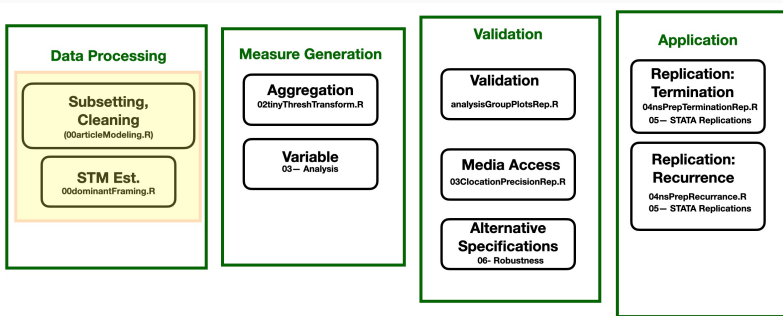 Data Processing
Subsetting,
Cleaning
(00articleModeling.R)
STM Est.
00dominantFraming.R
Measure Generation
Aggregation
02tinyThreshTransform.R
Variable
03— Analysis
Validation
Validation
analysisGroupPlotsRep.R
Media Access
03ClocationPrecisionRep.R
Alternative
Specifications
06- Robustness
Application
Replication:
Termination
04nsPrepTerminationRep.R
05— STATA Replications
Replication:
Recurrence
04nsPrepRecurrance.R
05— STATA Replications